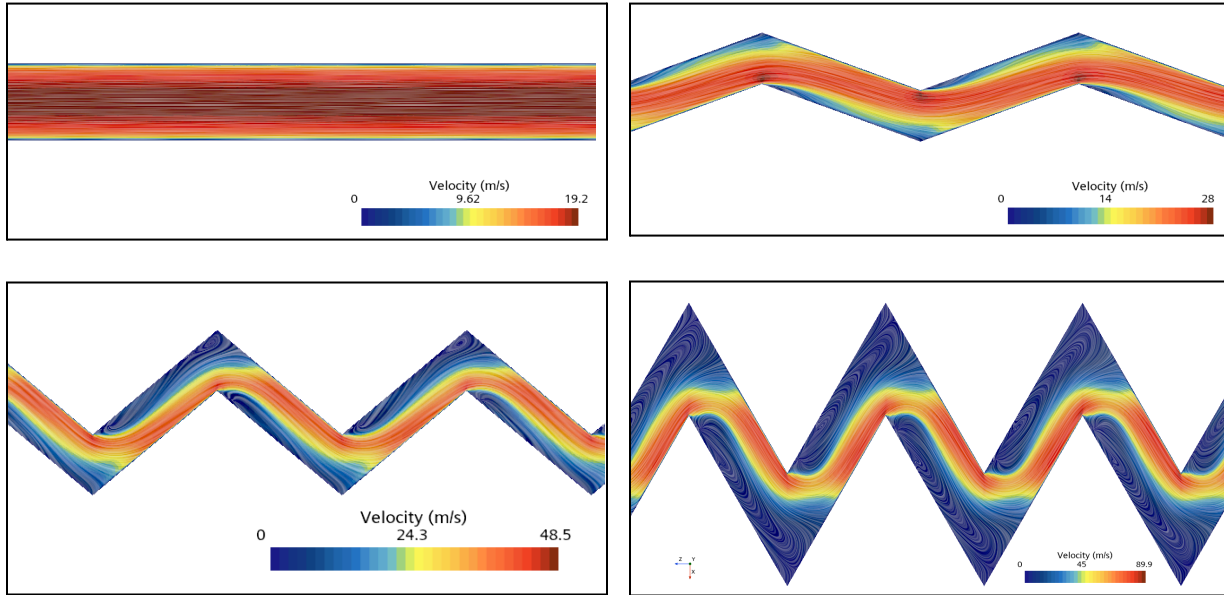 Velocity (m/s)
0 9.62 19.2
Velocity (m/s)
0 14 28
Velocity (m/s)
0 24.3 48.5
Z Y
X
Velocity (m/s)
0 45 89.9